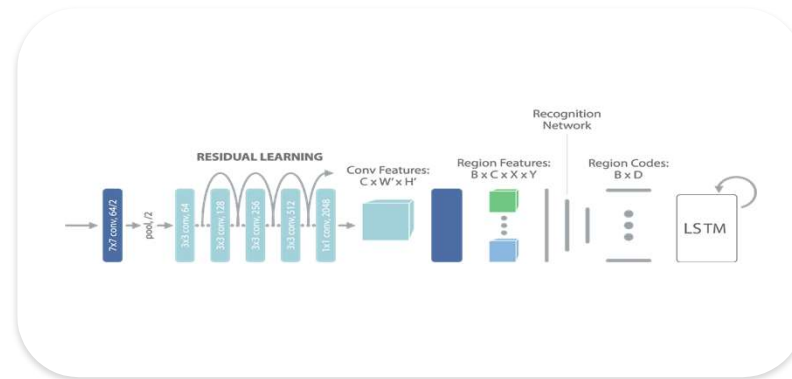 RESIDUAL LEARNING
7x7 conv, 64/2
pool, /2
3x3 conv, 64
3x3 conv, 128
3x3 conv, 256
3x3 conv, 512
1x1 conv, 2048
Conv Features:
C x W' x H'
Region Features:
B x C x X x Y
Recognition
Network
Region Codes:
B x D
LSTM